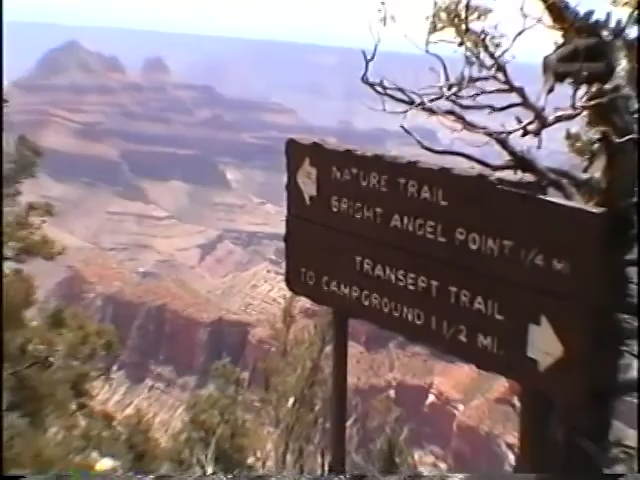 NATURE TRAIL
BRIGHT ANGEL POINT 1/4 MI
TRANSEPT TRAIL
TO CAMPGROUND 1 1/2 MI.